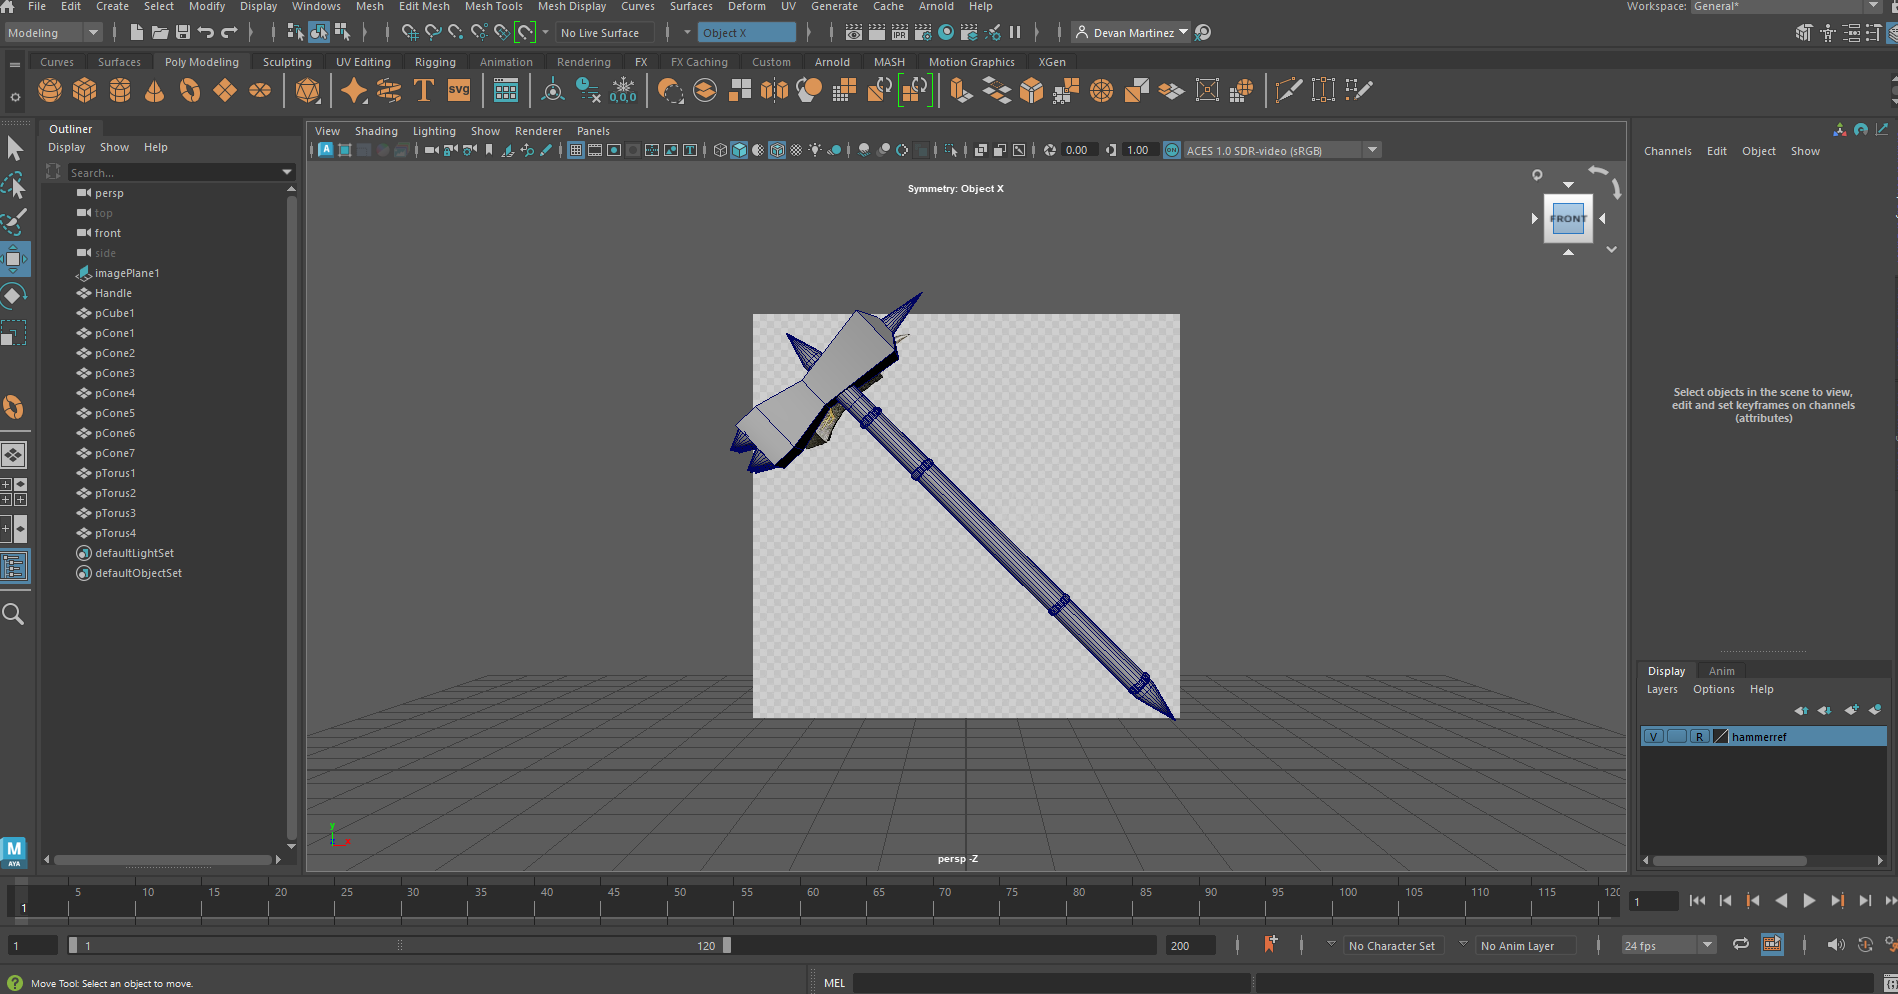 File Edit Create Select Modify Display Windows Mesh Edit Mesh Mesh Tools Mesh Display Curves Surfaces Deform UV Generate Cache Arnold Help Workspace: General*
Modeling No Live Surface Object X IPR Devan Martinez
Curves Surfaces Poly Modeling Sculpting UV Editing Rigging Animation Rendering FX FX Caching Custom Arnold MASH Motion Graphics XGen
T SVG 0,0,0
Outliner
Display Show Help
Search...
persp
top
front
side
imagePlane1
Handle
pCube1
pCone1
pCone2
pCone3
pCone4
pCone5
pCone6
pCone7
pTorus1
pTorus2
pTorus3
pTorus4
defaultLightSet
defaultObjectSet
View Shading Lighting Show Renderer Panels
A T 0.00 1.00 ON ACES 1.0 SDR-video (sRGB)
Symmetry: Object X
FRONT
y
persp -Z
Channels Edit Object Show
Select objects in the scene to view,
edit and set keyframes on channels
(attributes)
Display Anim
Layers Options Help
V R hammerref
M
AYA
5 10 15 20 25 30 35 40 45 50 55 60 65 70 75 80 85 90 95 100 105 110 115 120
1 1
1 1 120 200 No Character Set No Anim Layer 24 fps
? Move Tool: Select an object to move. MEL